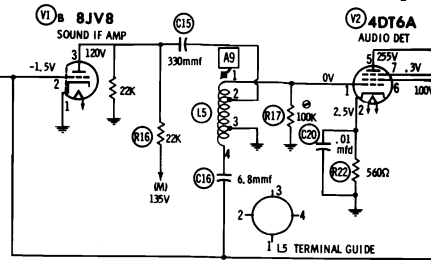 V1 B 8JV8
SOUND IF AMP
V2 4DT6A
AUDIO DET
C15
330mmf
A9
120V
-1.5V
3
2
1
22K
R16
22K
(M)
135V
L5
1
2
3
4
R17
100K
C16
6.8mmf
0V
255V
.3V
100V
5
7
6
1
2
2.5V
C20
.01
mfd
R22
560Ω
3
2
4
1
L5 TERMINAL GUIDE